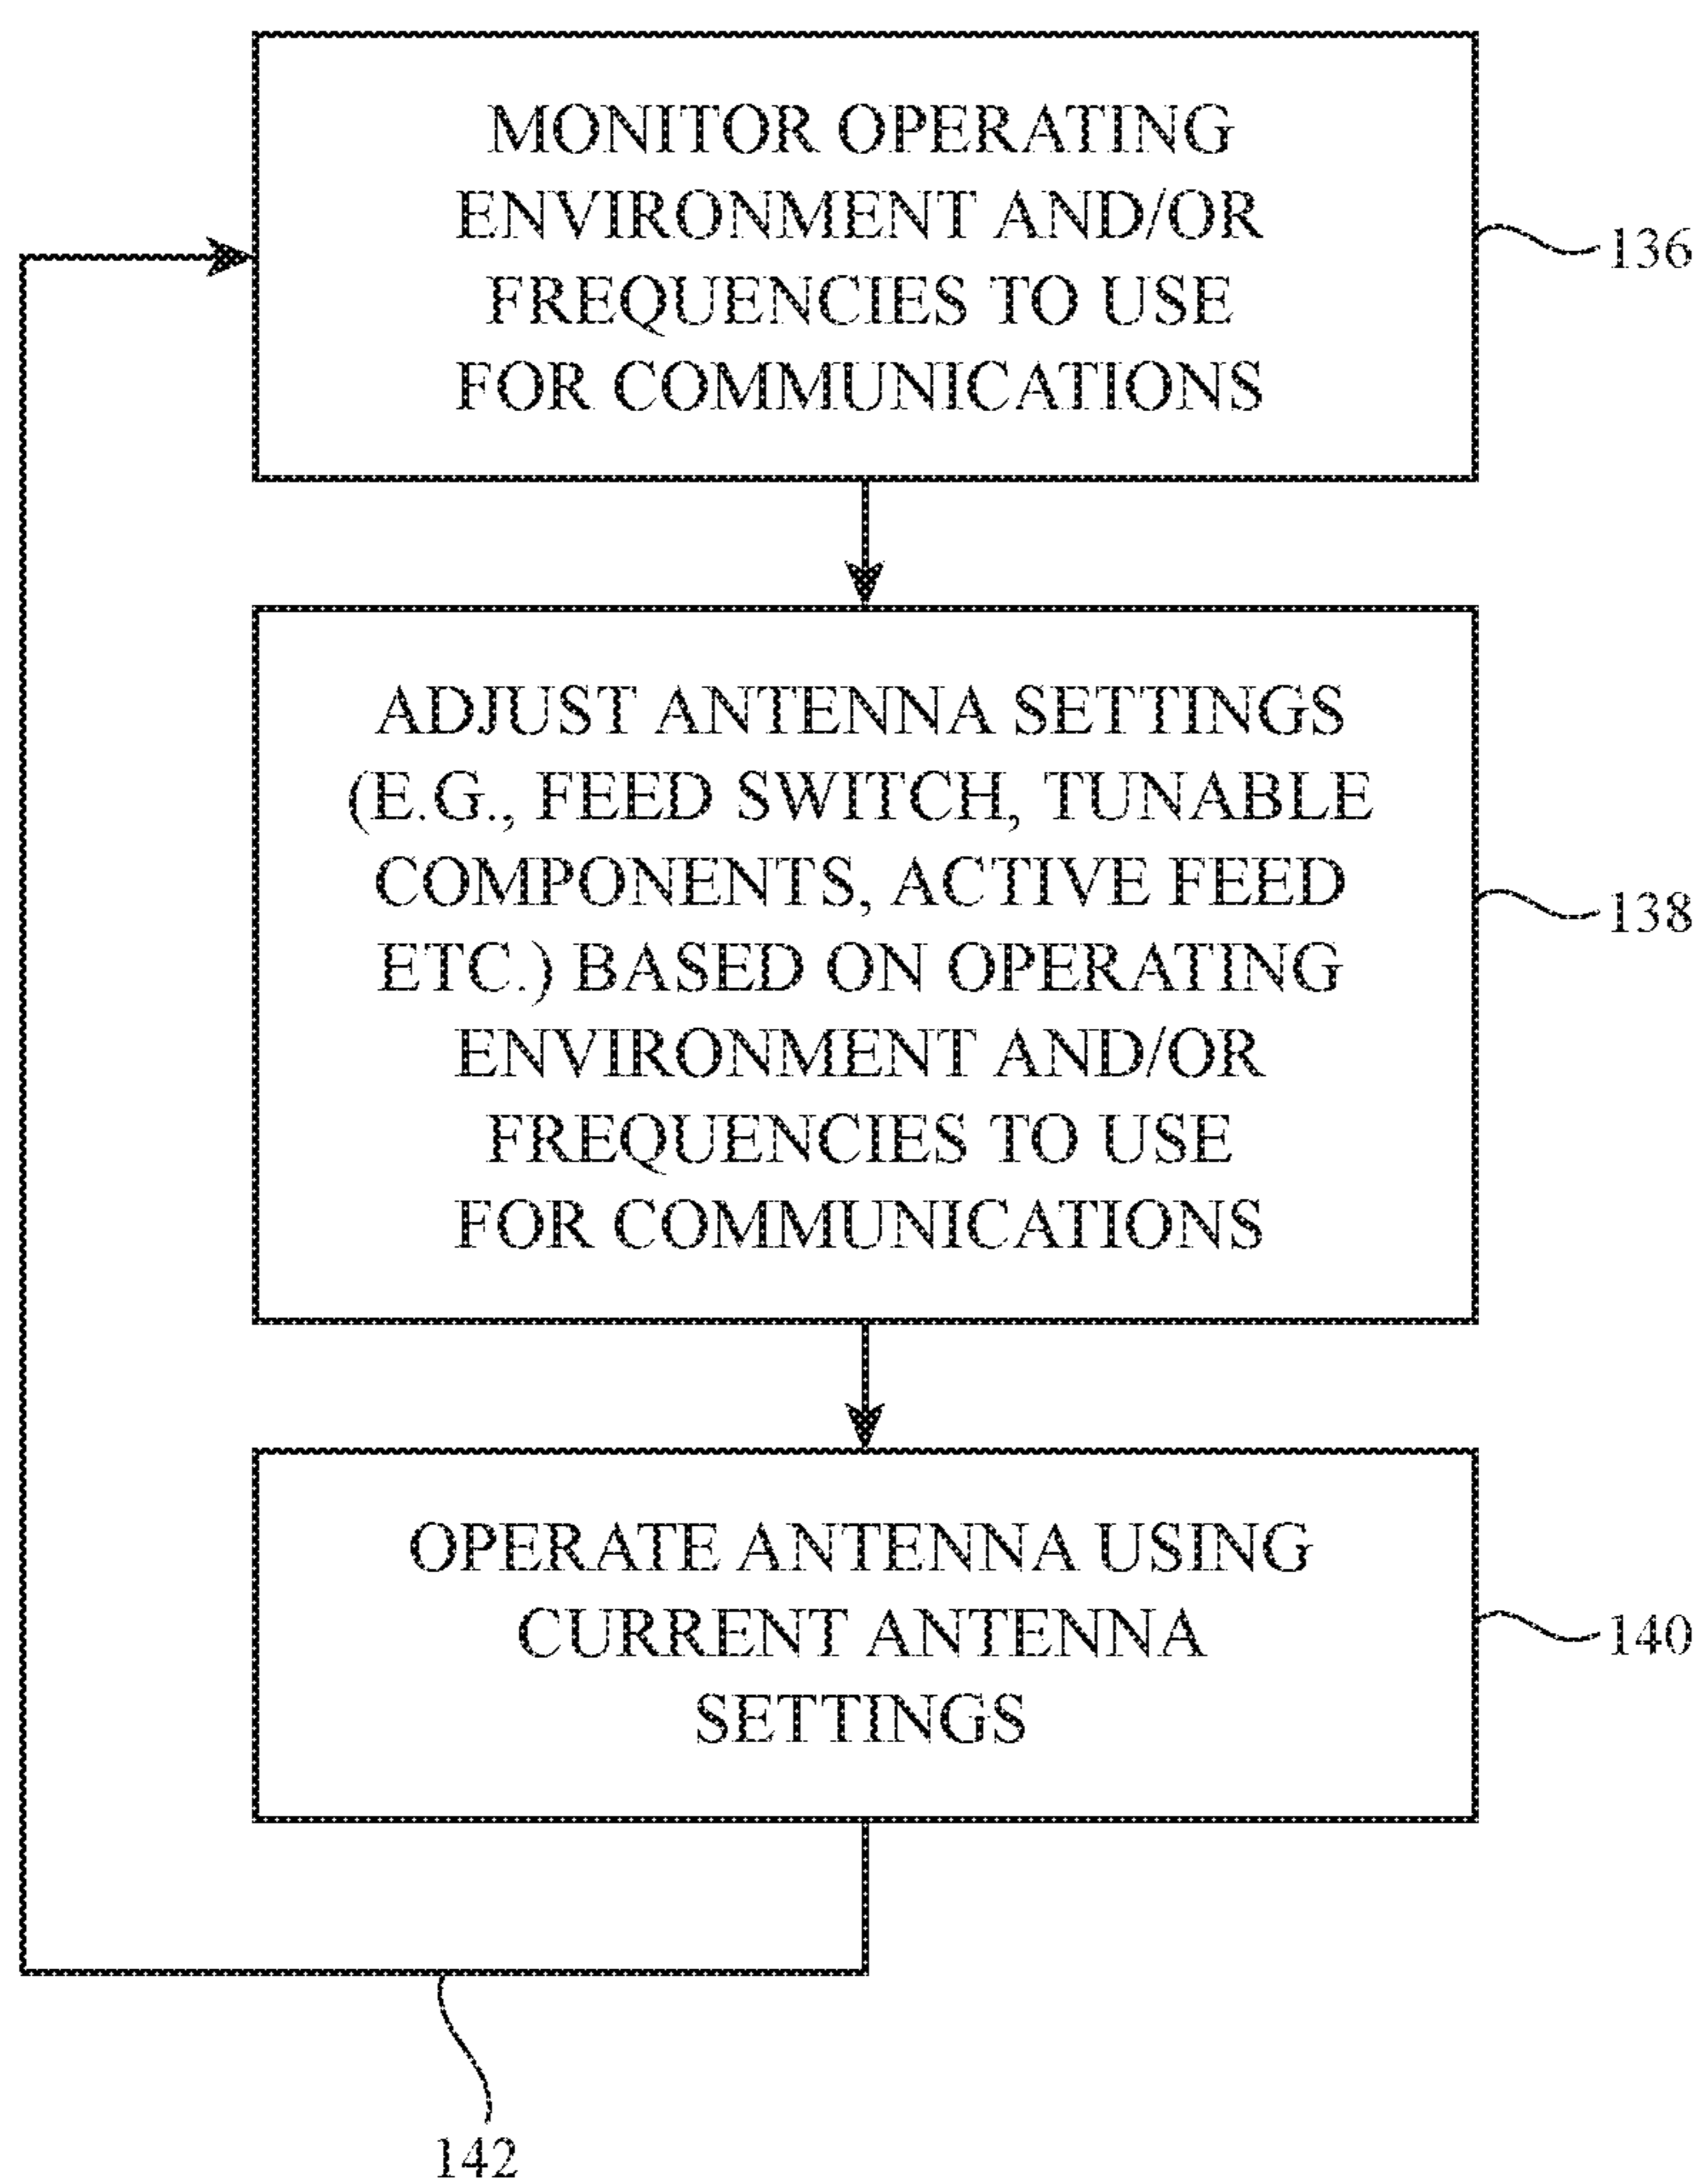 MONITOR OPERATING
ENVIRONMENT AND/OR
FREQUENCIES TO USE
FOR COMMUNICATIONS
136
ADJUST ANTENNA SETTINGS
(E.G., FEED SWITCH, TUNABLE
COMPONENTS, ACTIVE FEED
ETC.) BASED ON OPERATING
ENVIRONMENT AND/OR
FREQUENCIES TO USE
FOR COMMUNICATIONS
138
OPERATE ANTENNA USING
CURRENT ANTENNA
SETTINGS
140
142